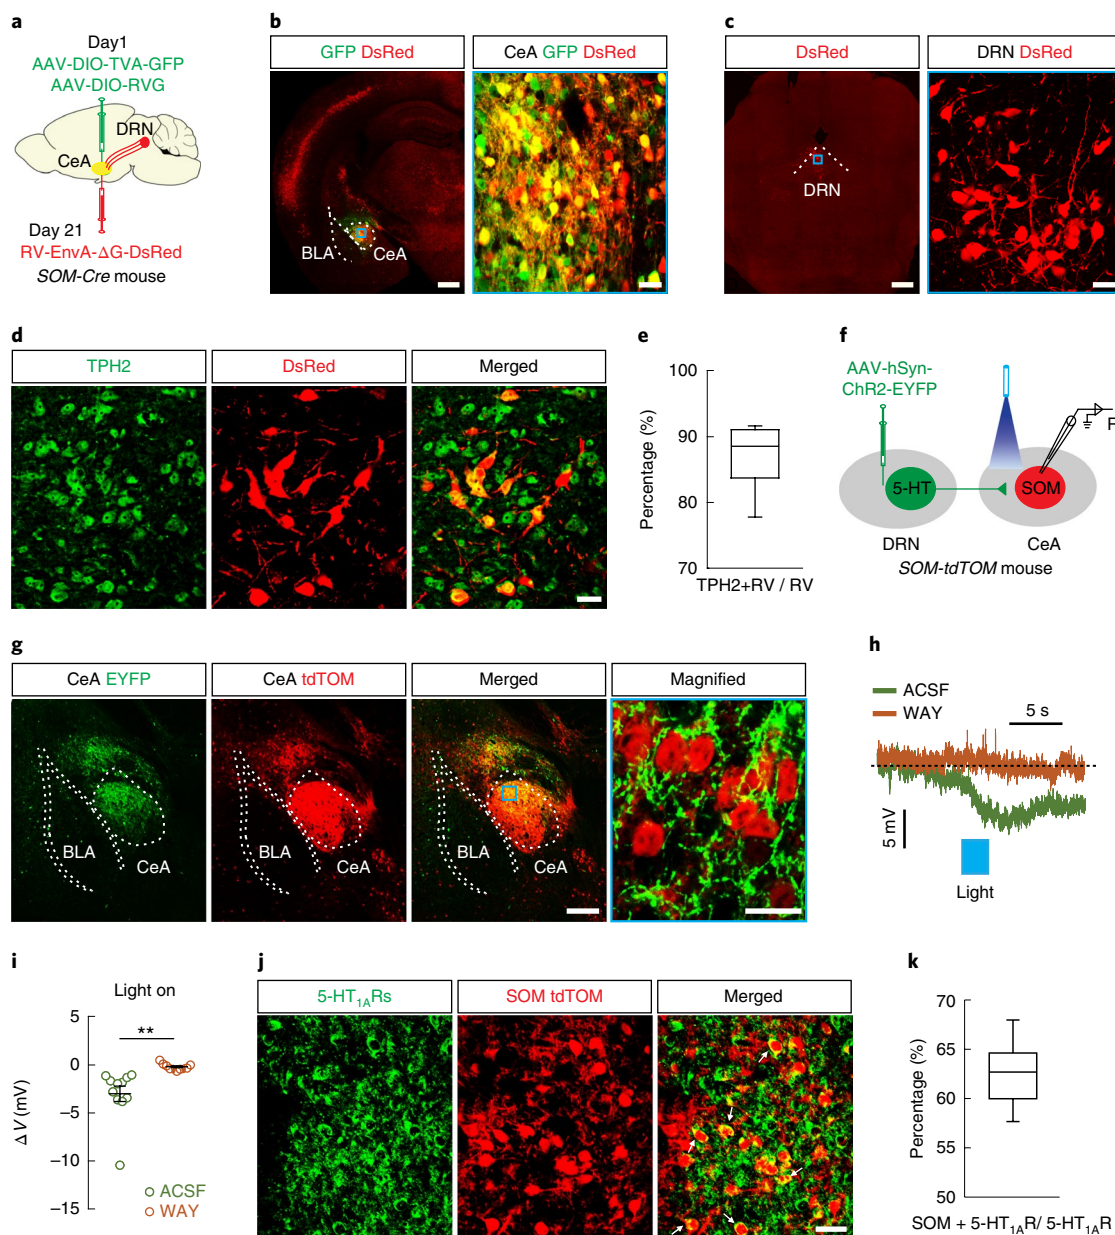 a
Day1
AAV-DIO-TVA-GFP
AAV-DIO-RVG
DRN
CeA
Day 21
RV-EnvA-ΔG-DsRed
SOM-Cre mouse
b
GFP DsRed
CeA GFP DsRed
BLA
CeA
c
DsRed
DRN DsRed
DRN
d
TPH2
DsRed
Merged
e
100
90
80
70
Percentage (%)
TPH2+RV / RV
f
AAV-hSyn-
ChR2-EYFP
R
5-HT
SOM
DRN
CeA
SOM-tdTOM mouse
g
CeA EYFP
CeA tdTOM
Merged
Magnified
BLA
CeA
BLA
CeA
BLA
CeA
h
ACSF
WAY
5 s
5 mV
Light
i
Light on
5
0
−5
−10
−15
ΔV (mV)
**
ACSF
WAY
j
5-HT1ARs
SOM tdTOM
Merged
k
70
65
60
55
50
Percentage (%)
SOM + 5-HT1AR/ 5-HT1AR